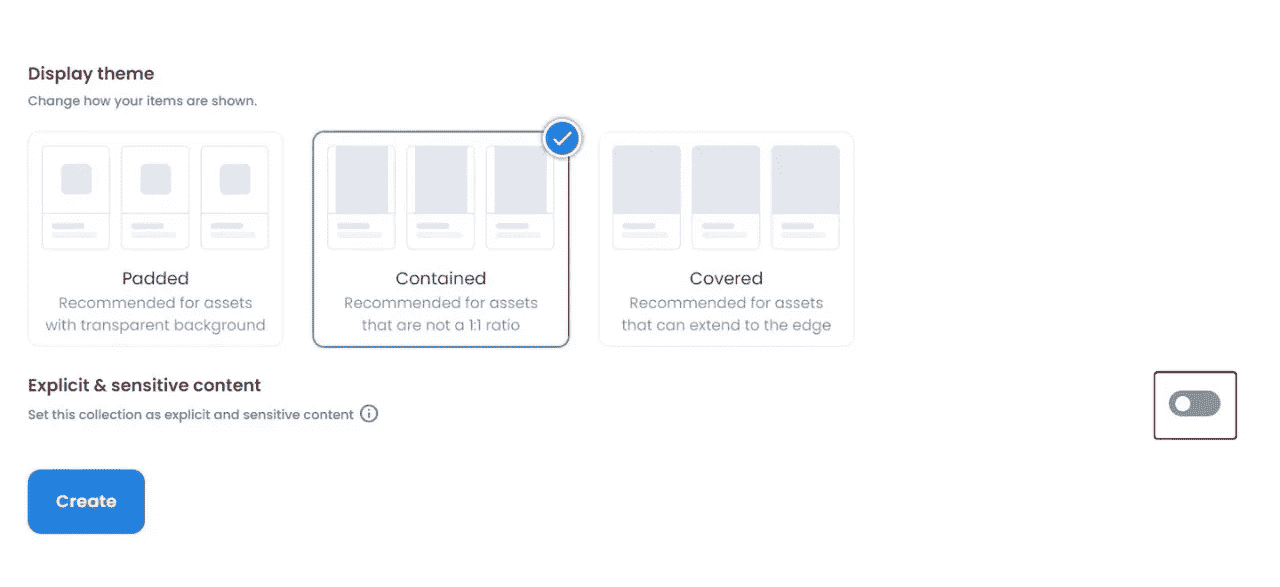 Display theme
Change how your items are shown.
Padded
Recommended for assets
with transparent background
Contained
Recommended for assets
that are not a 1:1 ratio
Covered
Recommended for assets
that can extend to the edge
Explicit & sensitive content
Set this collection as explicit and sensitive content
Create